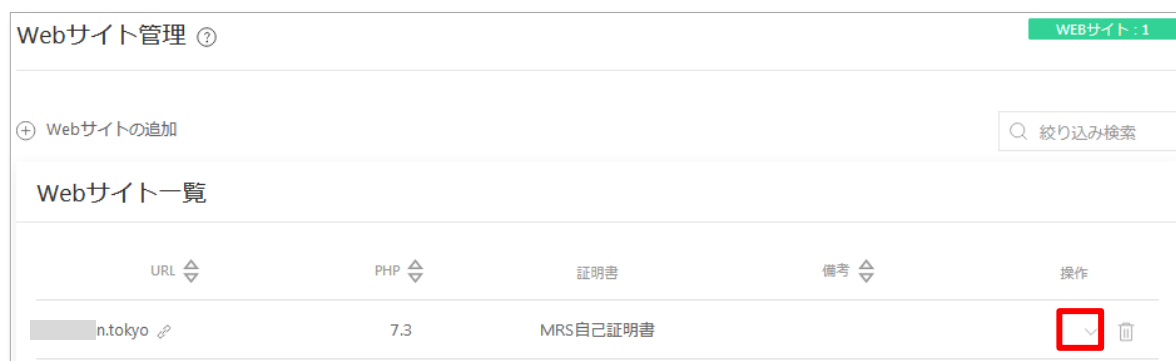 Webサイト管理 ?
WEBサイト : 1
+ Webサイトの追加
絞り込み検索
Webサイト一覧
URL PHP 証明書 備考 操作
n.tokyo 7.3 MRS自己証明書